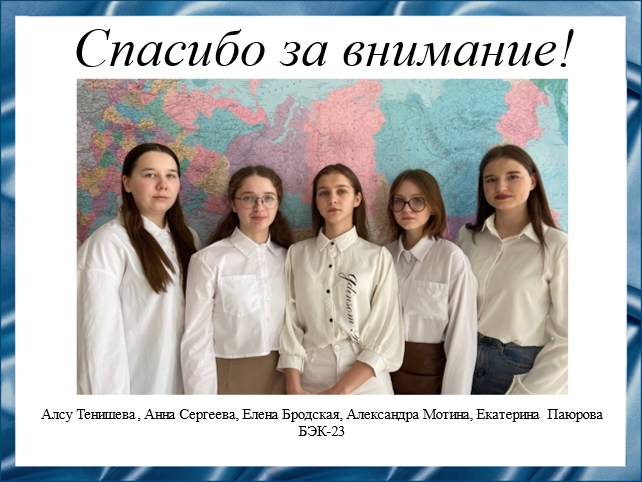 Спасибо за внимание!
Алсу Тенишева , Анна Сергеева, Елена Бродская, Александра Мотина, Екатерина Паюрова
БЭК-23